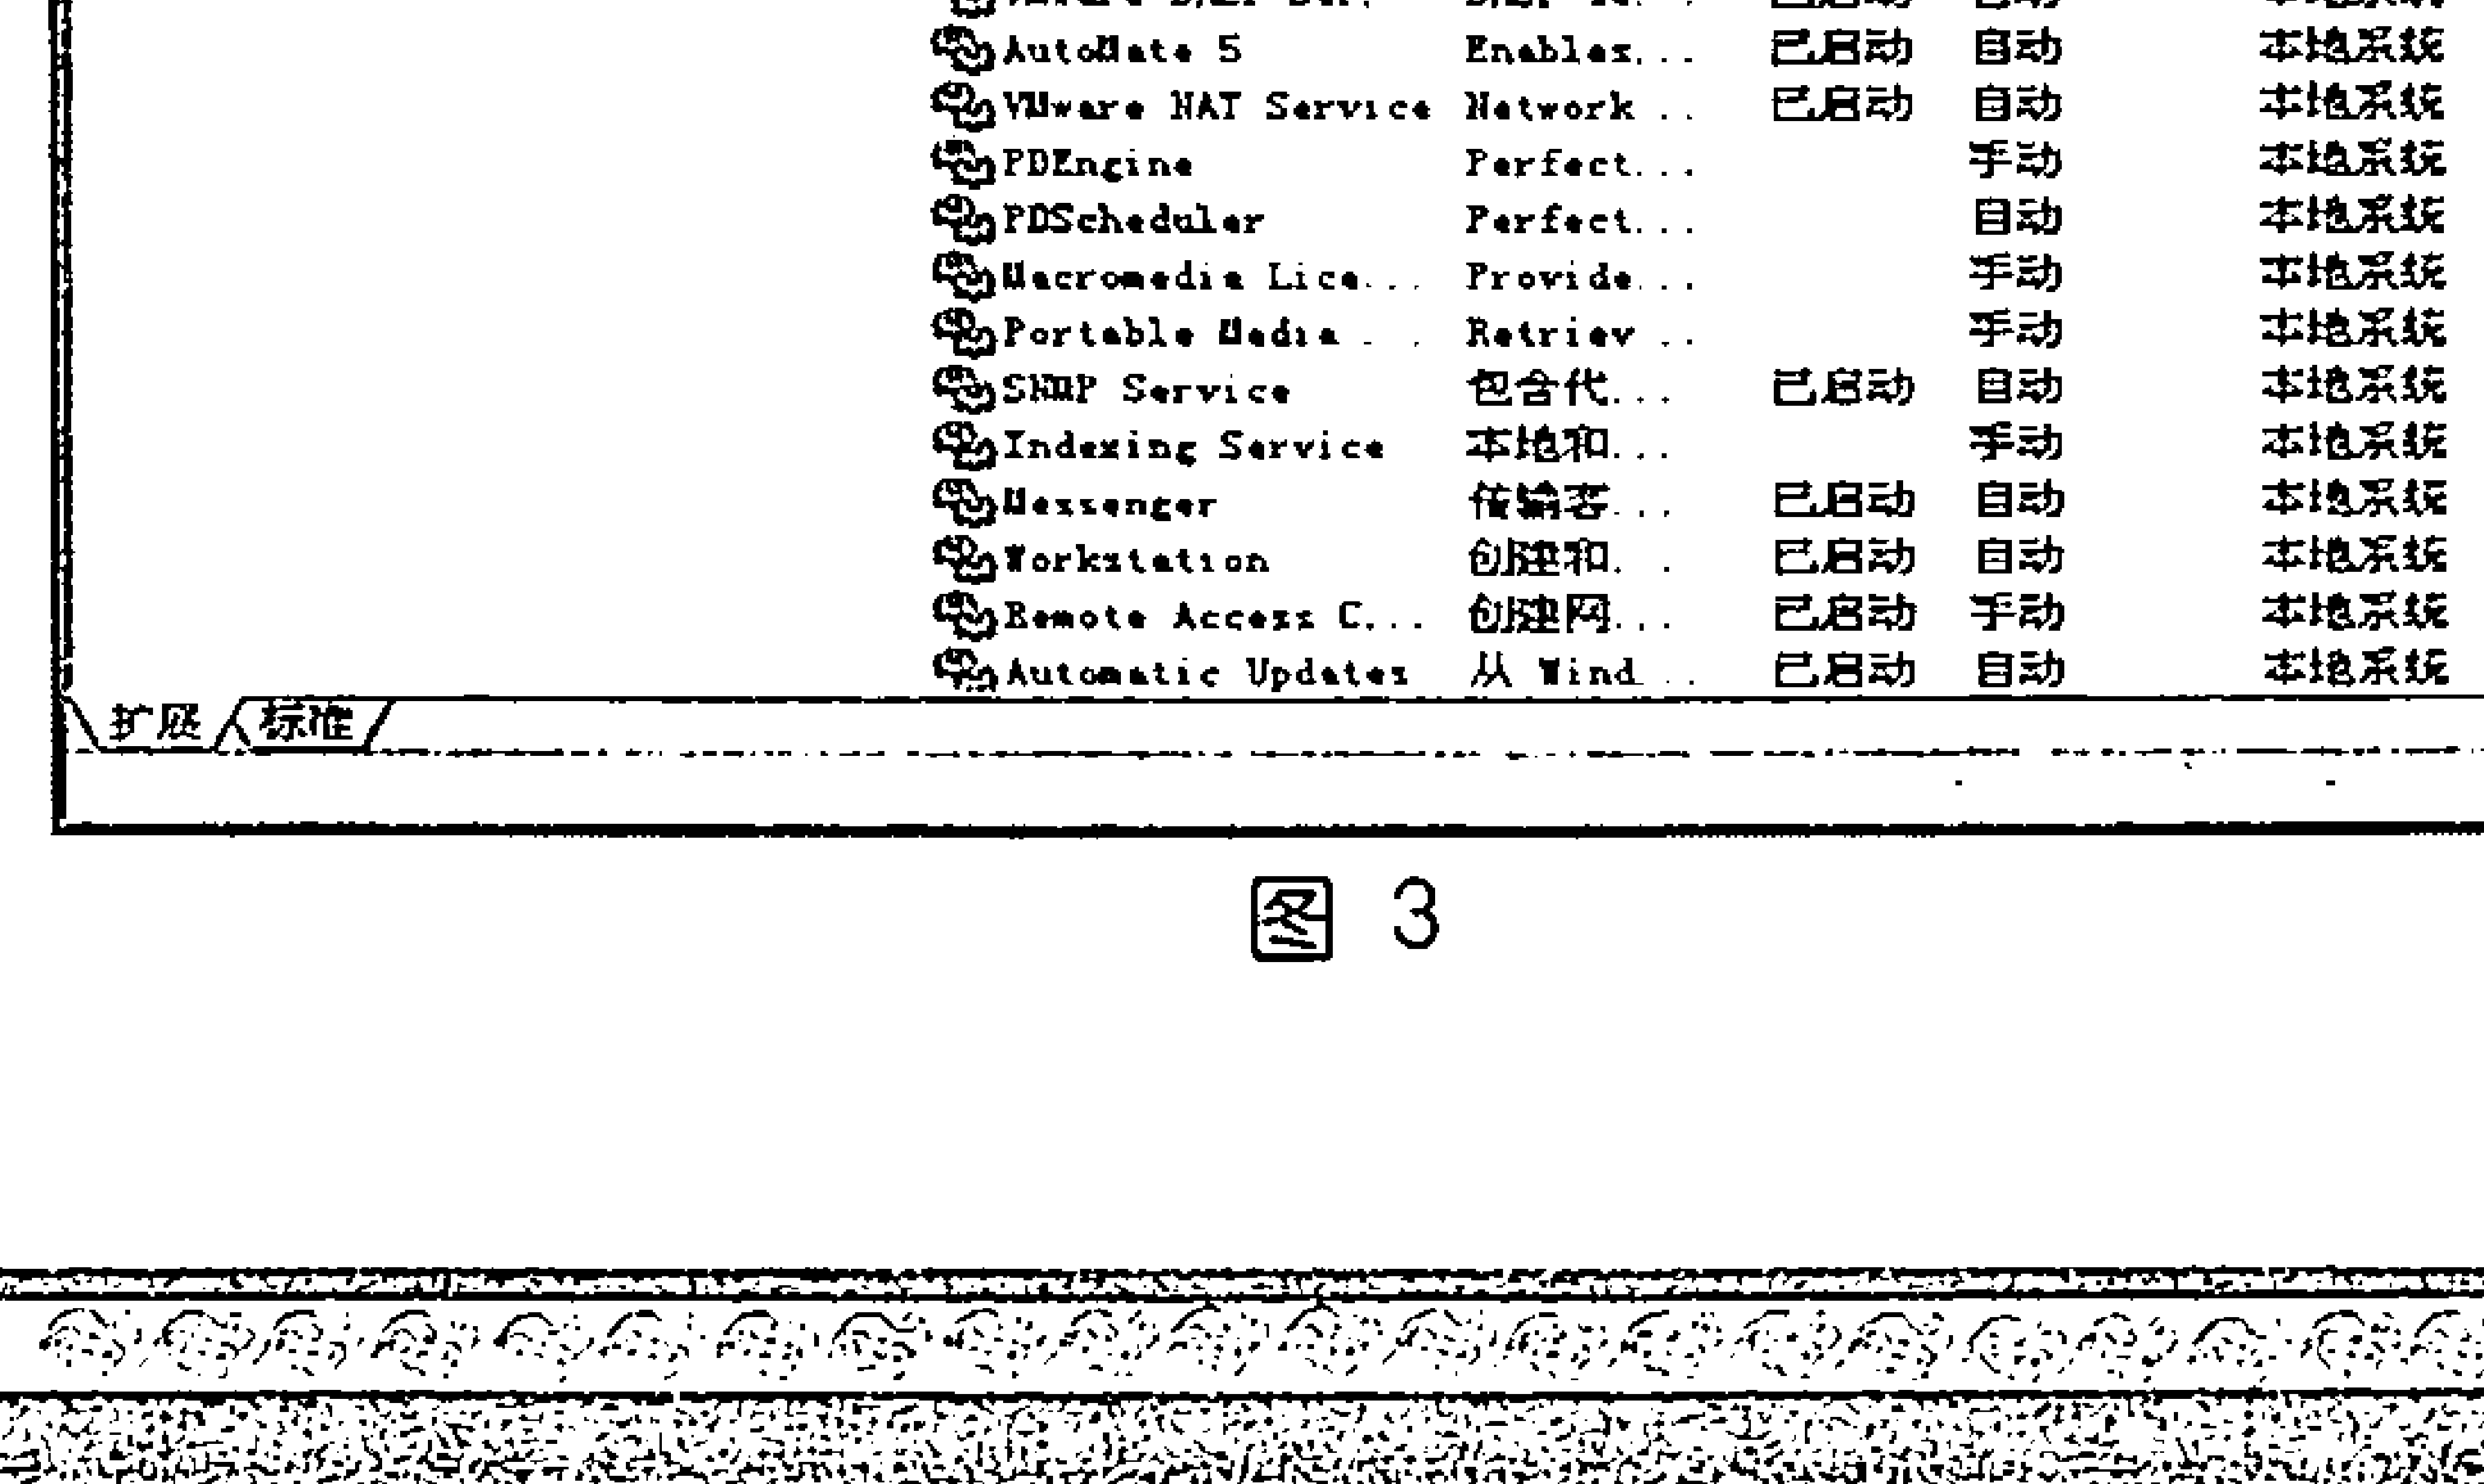 AutoMate 5 Enables... 已启动 自动 本地系统
VMware NAT Service Network .. 已启动 自动 本地系统
PDEngine Perfect... 手动 本地系统
PDScheduler Perfect... 自动 本地系统
Macromedia Lice... Provide... 手动 本地系统
Portable Media . . Retriev .. 手动 本地系统
SNMP Service 包含代... 已启动 自动 本地系统
Indexing Service 本地和... 手动 本地系统
Messenger 传输客... 已启动 自动 本地系统
Workstation 创建和. . 已启动 自动 本地系统
Remote Access C... 创建网... 已启动 手动 本地系统
Automatic Updates 从 Wind .. 已启动 自动 本地系统
扩展 标准
图 3